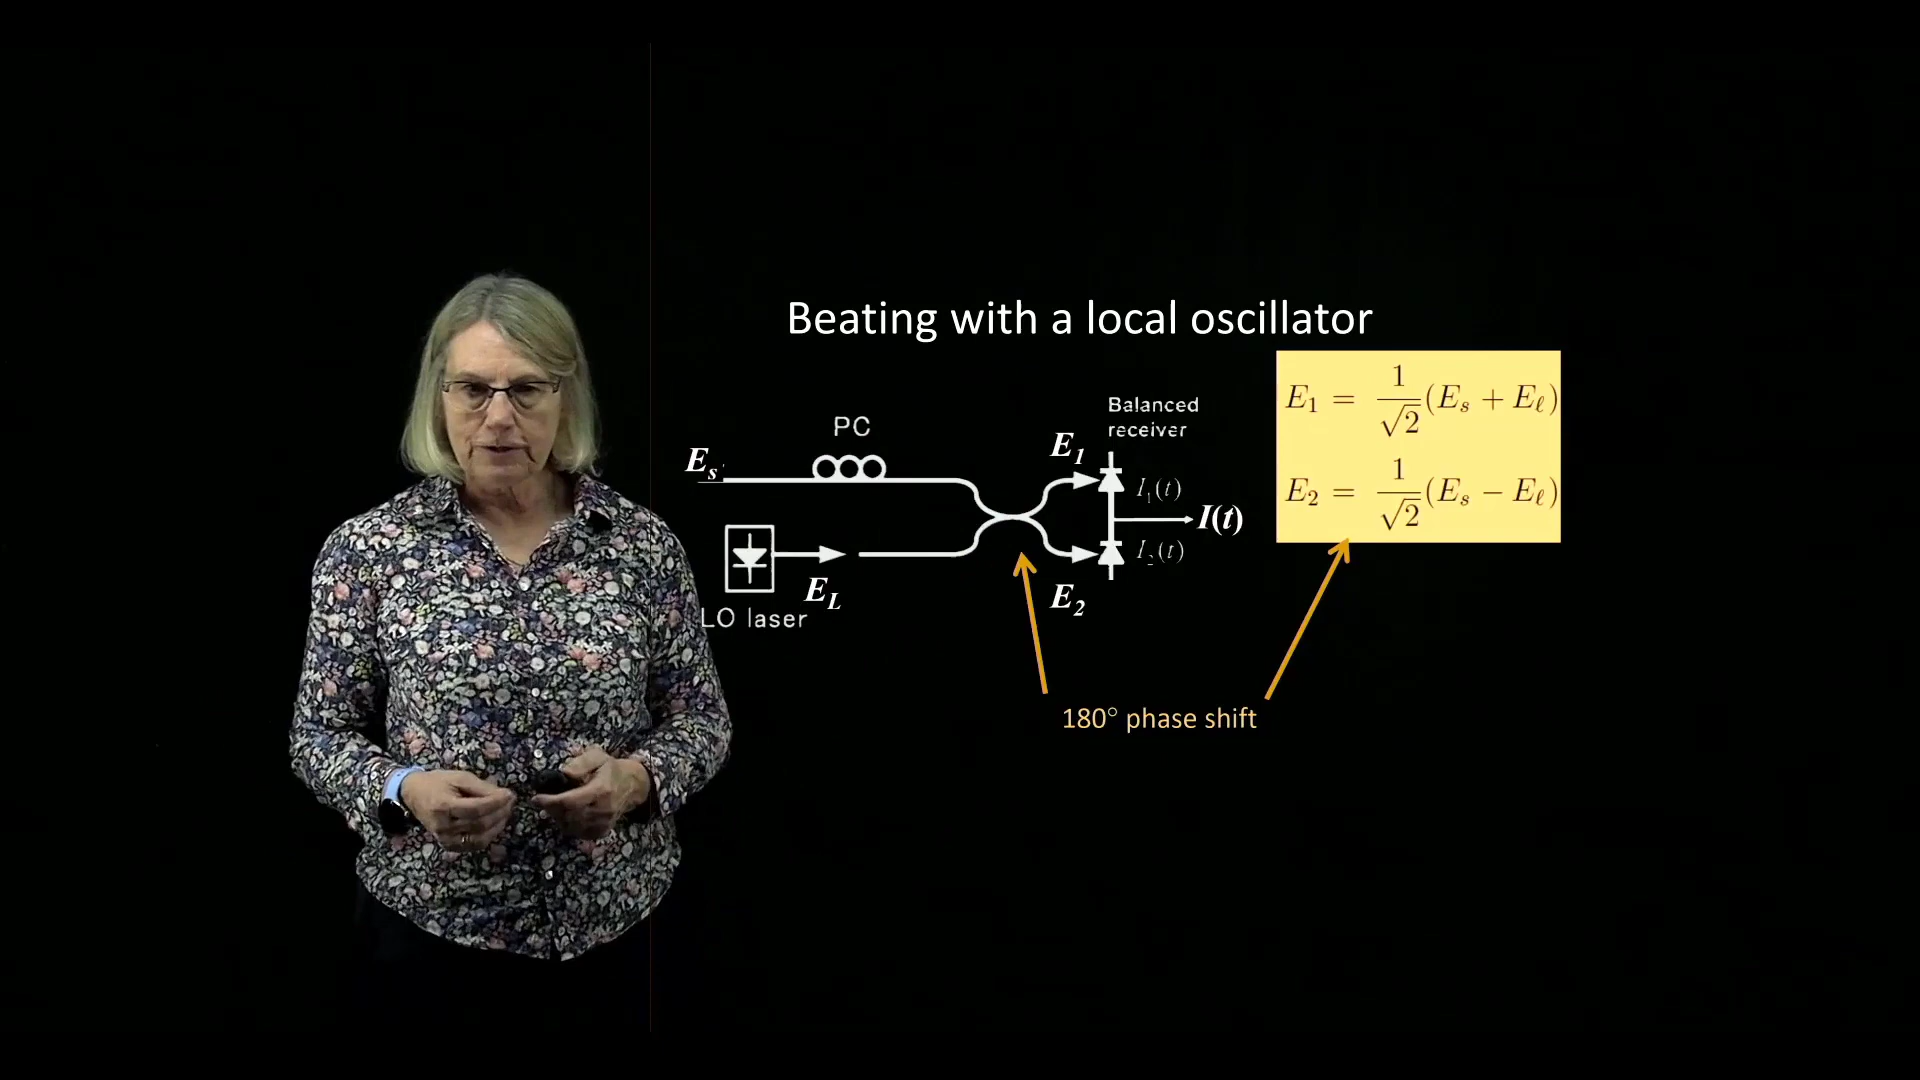 Beating with a local oscillator
PC
Balanced
receiver
E_s
E_1
I_1(t)
I(t)
I_2(t)
E_L
E_2
LO laser
E_1 = 1/√2 (E_s + E_ℓ)
E_2 = 1/√2 (E_s − E_ℓ)
180° phase shift